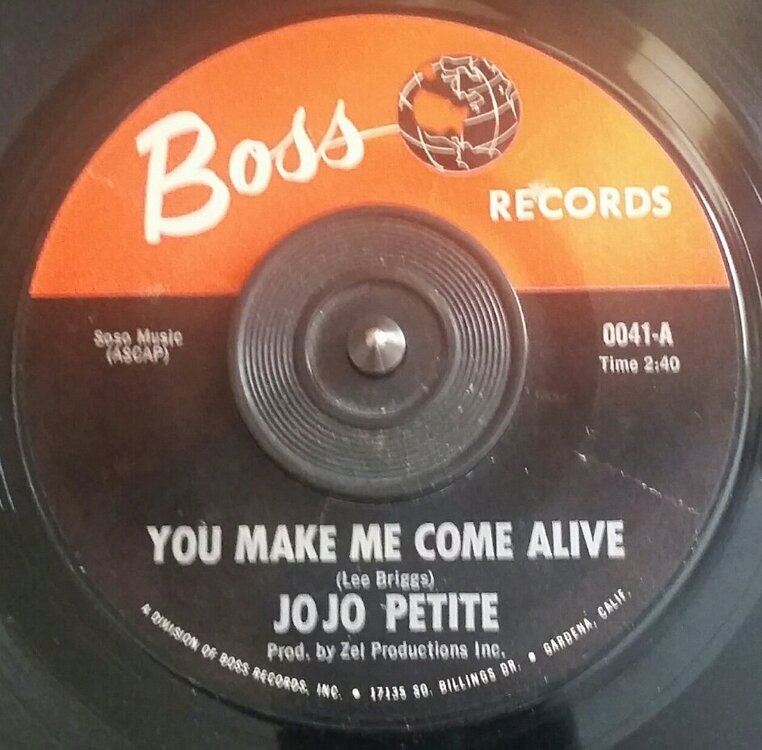 Boss
RECORDS
Soso Music
(ASCAP)
0041-A
Time 2:40
YOU MAKE ME COME ALIVE
(Lee Briggs)
JOJO PETITE
Prod. by Zel Productions Inc.
A DIVISION OF BOSS RECORDS, INC. • 17135 SO. BILLINGS DR. • GARDENA, CALIF.